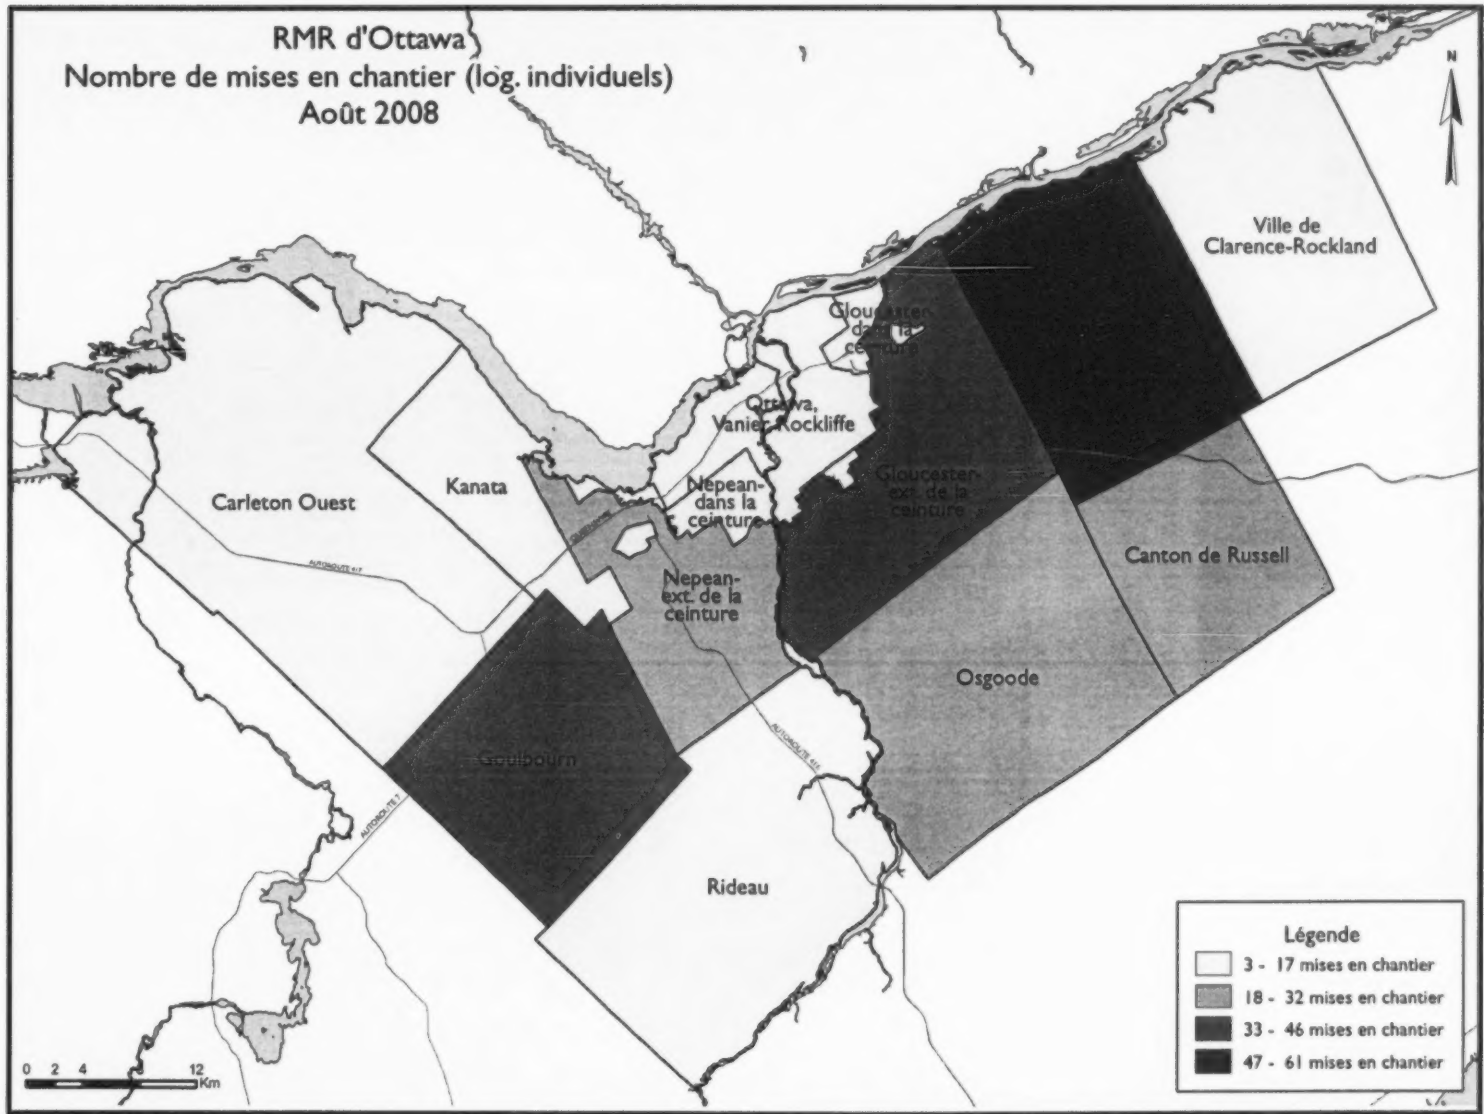 RMR d'Ottawa
Nombre de mises en chantier (log. individuels)
Août 2008
N
Ville de
Clarence-Rockland
Gloucester-
dans la
ceinture
Ottawa,
Vanier, Rockliffe
Kanata
Nepean-
dans la
ceinture
Gloucester-
ext. de la
ceinture
Carleton Ouest
Canton de Russell
AUTOROUTE 417
Nepean-
ext. de la
ceinture
Osgoode
Goulbourn
AUTOROUTE 416
AUTOROUTE 7
Rideau
Légende
3 - 17 mises en chantier
18 - 32 mises en chantier
33 - 46 mises en chantier
47 - 61 mises en chantier
0 2 4 8 12
Km